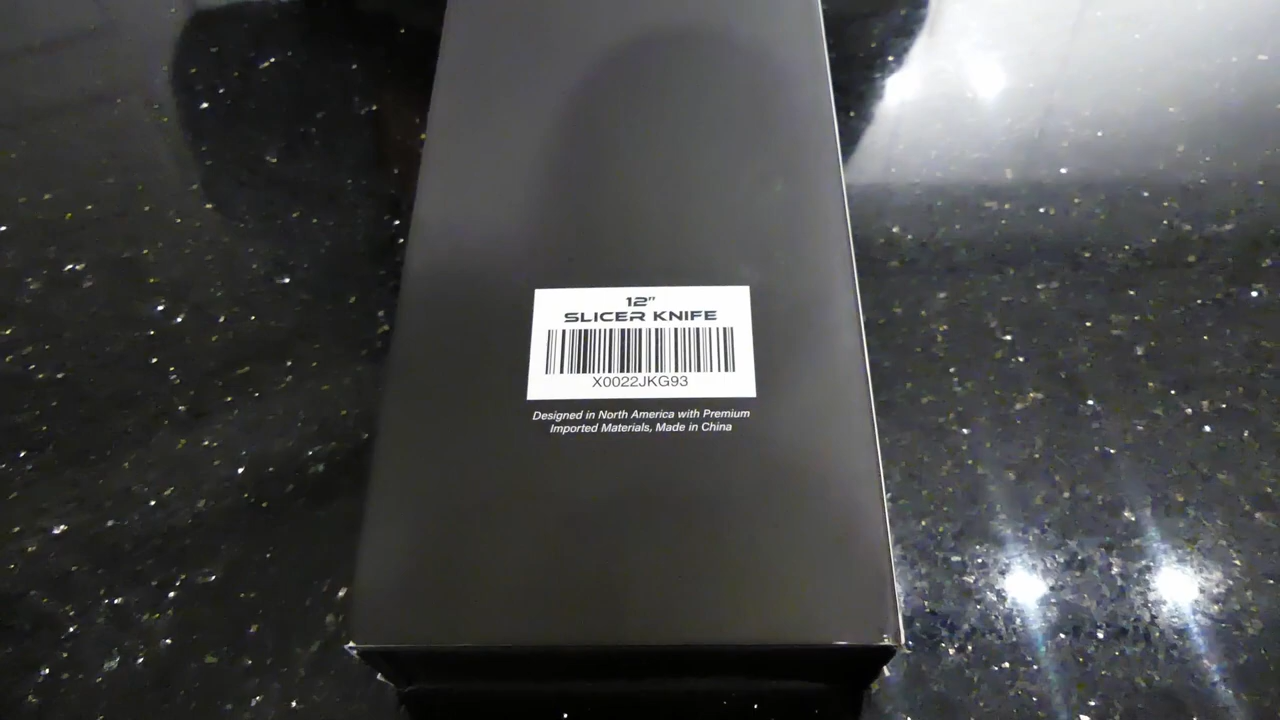 12"
SLICER KNIFE
X0022JKG93
Designed in North America with Premium
Imported Materials, Made in China